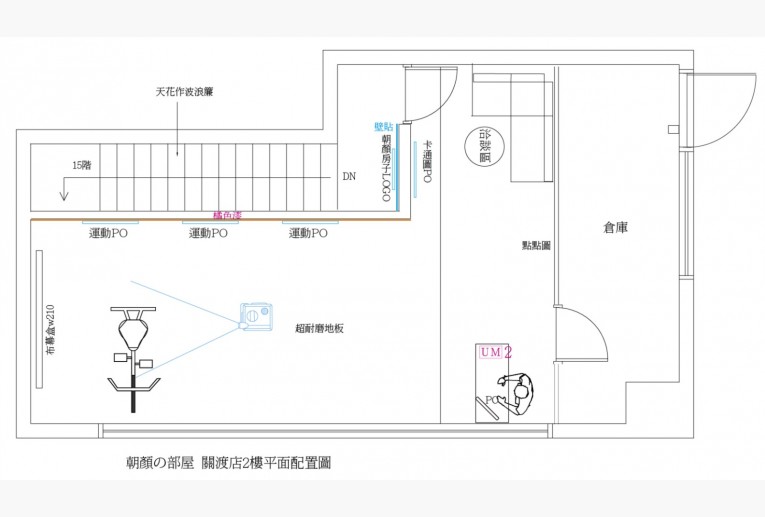 天花作波浪簾
15階
DN
壁貼
朝顏房子LOGO
卡通圖PO
洽談區
橘色漆
運動PO
運動PO
運動PO
倉庫
點點圖
布幕盒w210
超耐磨地板
UM2
PC
朝顏の部屋 關渡店2樓平面配置圖